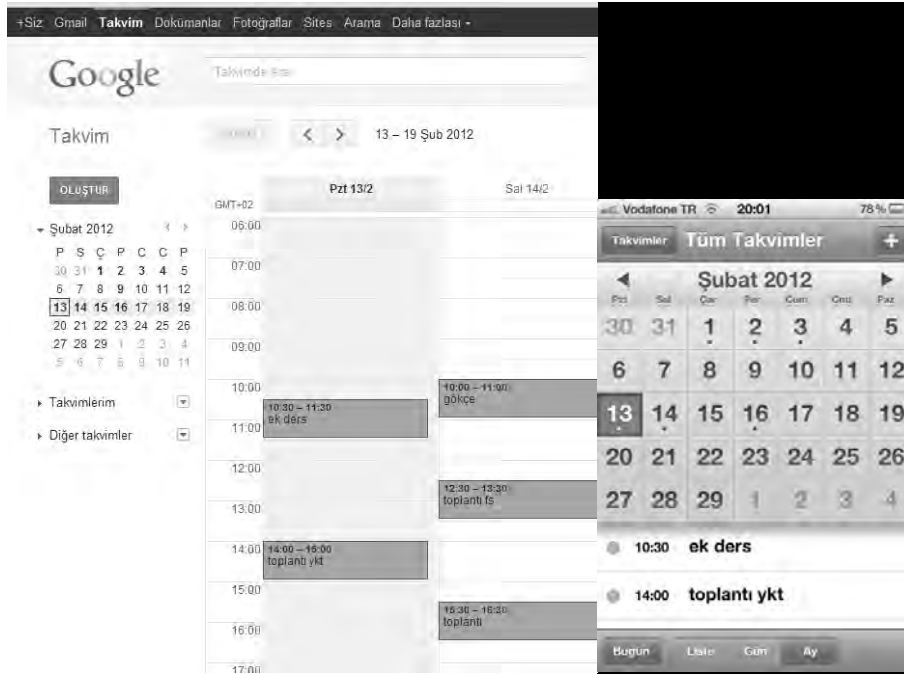 +Siz Gmail Takvim Dokümanlar Fotoğraflar Sites Arama Daha fazlası
Google
Takvimde ara
Takvim
13 – 19 Şub 2012
OLUŞTUR
Şubat 2012
P S Ç P C C P
30 31 1 2 3 4 5
6 7 8 9 10 11 12
13 14 15 16 17 18 19
20 21 22 23 24 25 26
27 28 29 1 2 3 4
5 6 7 8 9 10 11
Takvimlerim
Diğer takvimler
Pzt 13/2
Sal 14/2
GMT+02
06:00
07:00
08:00
09:00
10:00
11:00
12:00
13:00
14:00
15:00
16:00
17:00
10:30 – 11:30
ek ders
14:00 – 15:00
toplantı ykt
10:00 – 11:00
gökçe
12:30 – 13:30
toplantı fs
15:30 – 16:30
toplantı
Vodafone TR 20:01 78 %
Takvimler Tüm Takvimler +
Şubat 2012
Pzt Sal Çar Per Cum Cmt Paz
30 31 1 2 3 4 5
6 7 8 9 10 11 12
13 14 15 16 17 18 19
20 21 22 23 24 25 26
27 28 29 1 2 3 4
10:30 ek ders
14:00 toplantı ykt
Bugün Liste Gün Ay